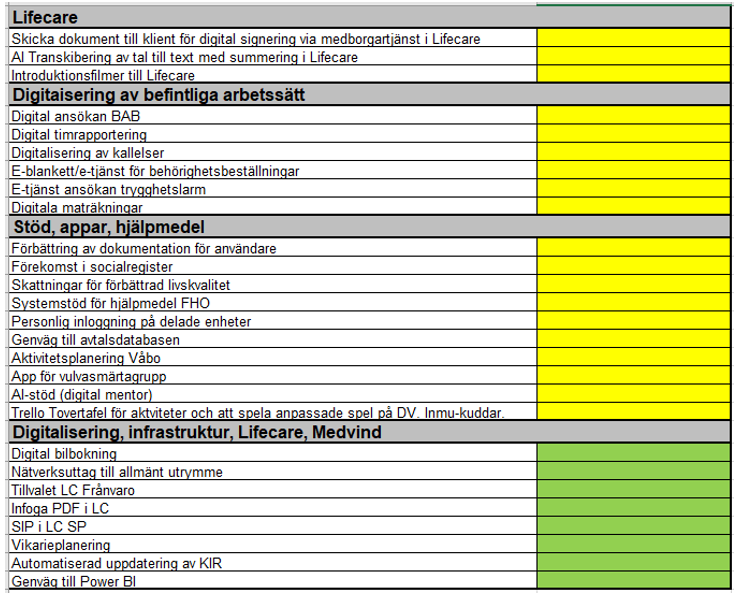 Lifecare
Skicka dokument till klient för digital signering via medborgartjänst i Lifecare
AI Transkibering av tal till text med summering i Lifecare
Introduktionsfilmer till Lifecare
Digitaisering av befintliga arbetssätt
Digital ansökan BAB
Digital timrapportering
Digitalisering av kallelser
E-blankett/e-tjänst för behörighetsbeställningar
E-tjänst ansökan trygghetslarm
Digitala maträkningar
Stöd, appar, hjälpmedel
Förbättring av dokumentation för användare
Förekomst i socialregister
Skattningar för förbättrad livskvalitet
Systemstöd för hjälpmedel FHO
Personlig inloggning på delade enheter
Genväg till avtalsdatabasen
Aktivitetsplanering Våbo
App för vulvasmärtagrupp
AI-stöd (digital mentor)
Trello Tovertafel för aktviteter och att spela anpassade spel på DV. Inmu-kuddar.
Digitalisering, infrastruktur, Lifecare, Medvind
Digital bilbokning
Nätverksuttag till allmänt utrymme
Tillvalet LC Frånvaro
Infoga PDF i LC
SIP i LC SP
Vikarieplanering
Automatiserad uppdatering av KIR
Genväg till Power BI